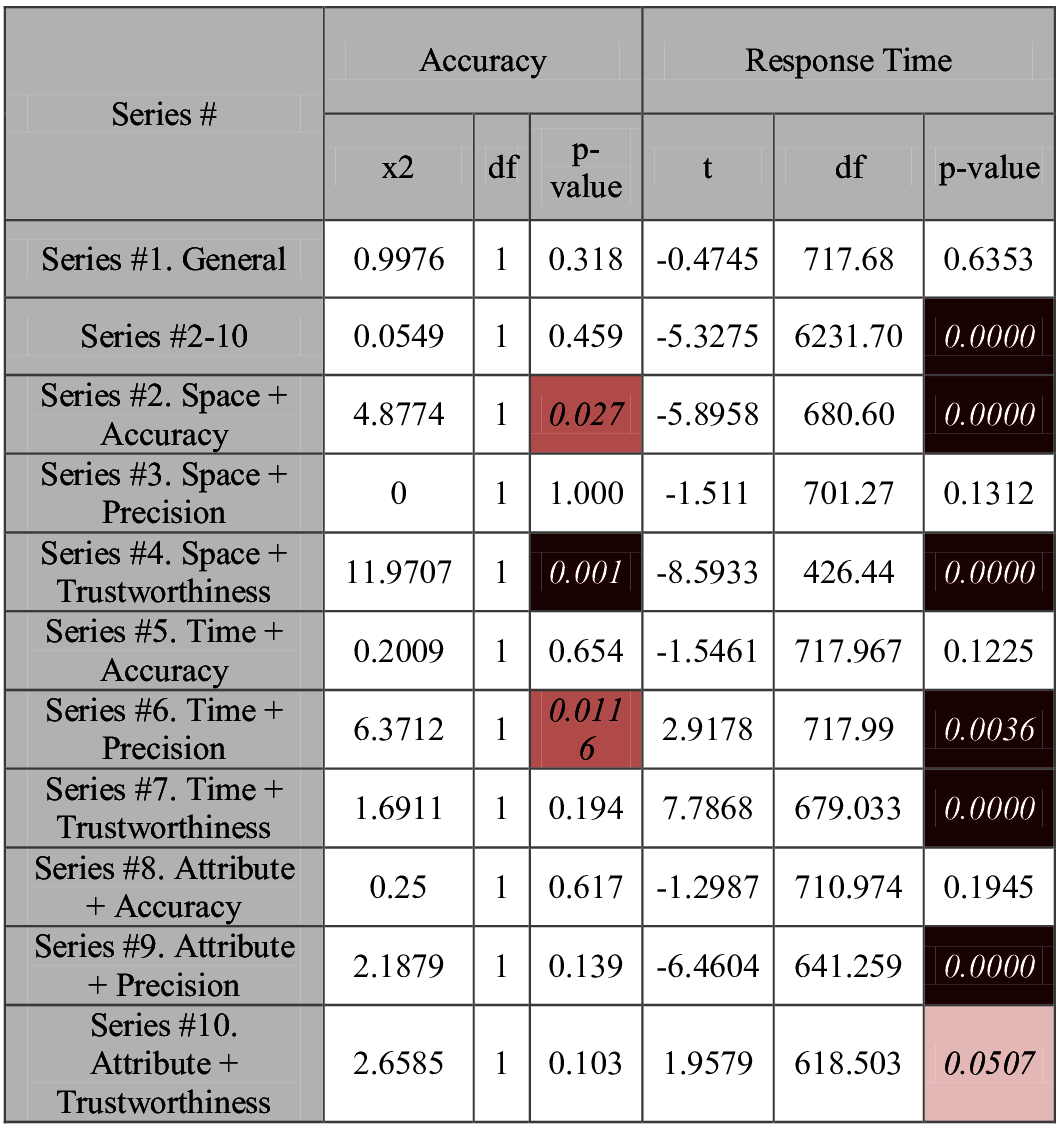 Series #
Accuracy
Response Time
x2
df
p-
value
t
df
p-value
Series #1. General
0.9976
1
0.318
-0.4745
717.68
0.6353
Series #2-10
0.0549
1
0.459
-5.3275
6231.70
0.0000
Series #2. Space +
Accuracy
4.8774
1
0.027
-5.8958
680.60
0.0000
Series #3. Space +
Precision
0
1
1.000
-1.511
701.27
0.1312
Series #4. Space +
Trustworthiness
11.9707
1
0.001
-8.5933
426.44
0.0000
Series #5. Time +
Accuracy
0.2009
1
0.654
-1.5461
717.967
0.1225
Series #6. Time +
Precision
6.3712
1
0.011
6
2.9178
717.99
0.0036
Series #7. Time +
Trustworthiness
1.6911
1
0.194
7.7868
679.033
0.0000
Series #8. Attribute
+ Accuracy
0.25
1
0.617
-1.2987
710.974
0.1945
Series #9. Attribute
+ Precision
2.1879
1
0.139
-6.4604
641.259
0.0000
Series #10.
Attribute +
Trustworthiness
2.6585
1
0.103
1.9579
618.503
0.0507